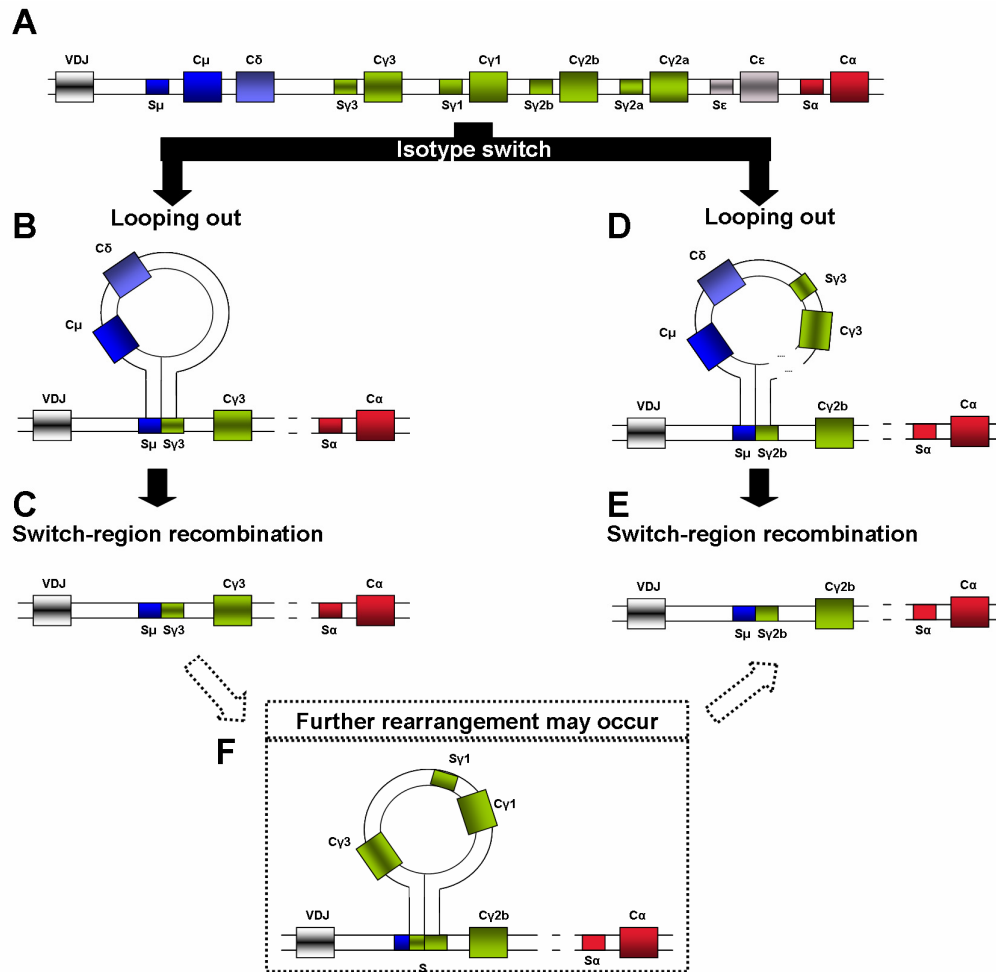 A
VDJ Cμ Cδ Cγ3 Cγ1 Cγ2b Cγ2a Cε Cα
Sμ Sγ3 Sγ1 Sγ2b Sγ2a Sε Sα
Isotype switch
B
Looping out
Cδ
Cμ
VDJ Cγ3 Cα
Sμ Sγ3 Sα
D
Looping out
Cδ
Sγ3
Cμ
Cγ3
VDJ Cγ2b Cα
Sμ Sγ2b Sα
C
Switch-region recombination
VDJ Cγ3 Cα
Sμ Sγ3 Sα
E
Switch-region recombination
VDJ Cγ2b Cα
Sμ Sγ2b Sα
Further rearrangement may occur
F
Sγ1
Cγ1
Cγ3
VDJ Cγ2b Cα
S Sα